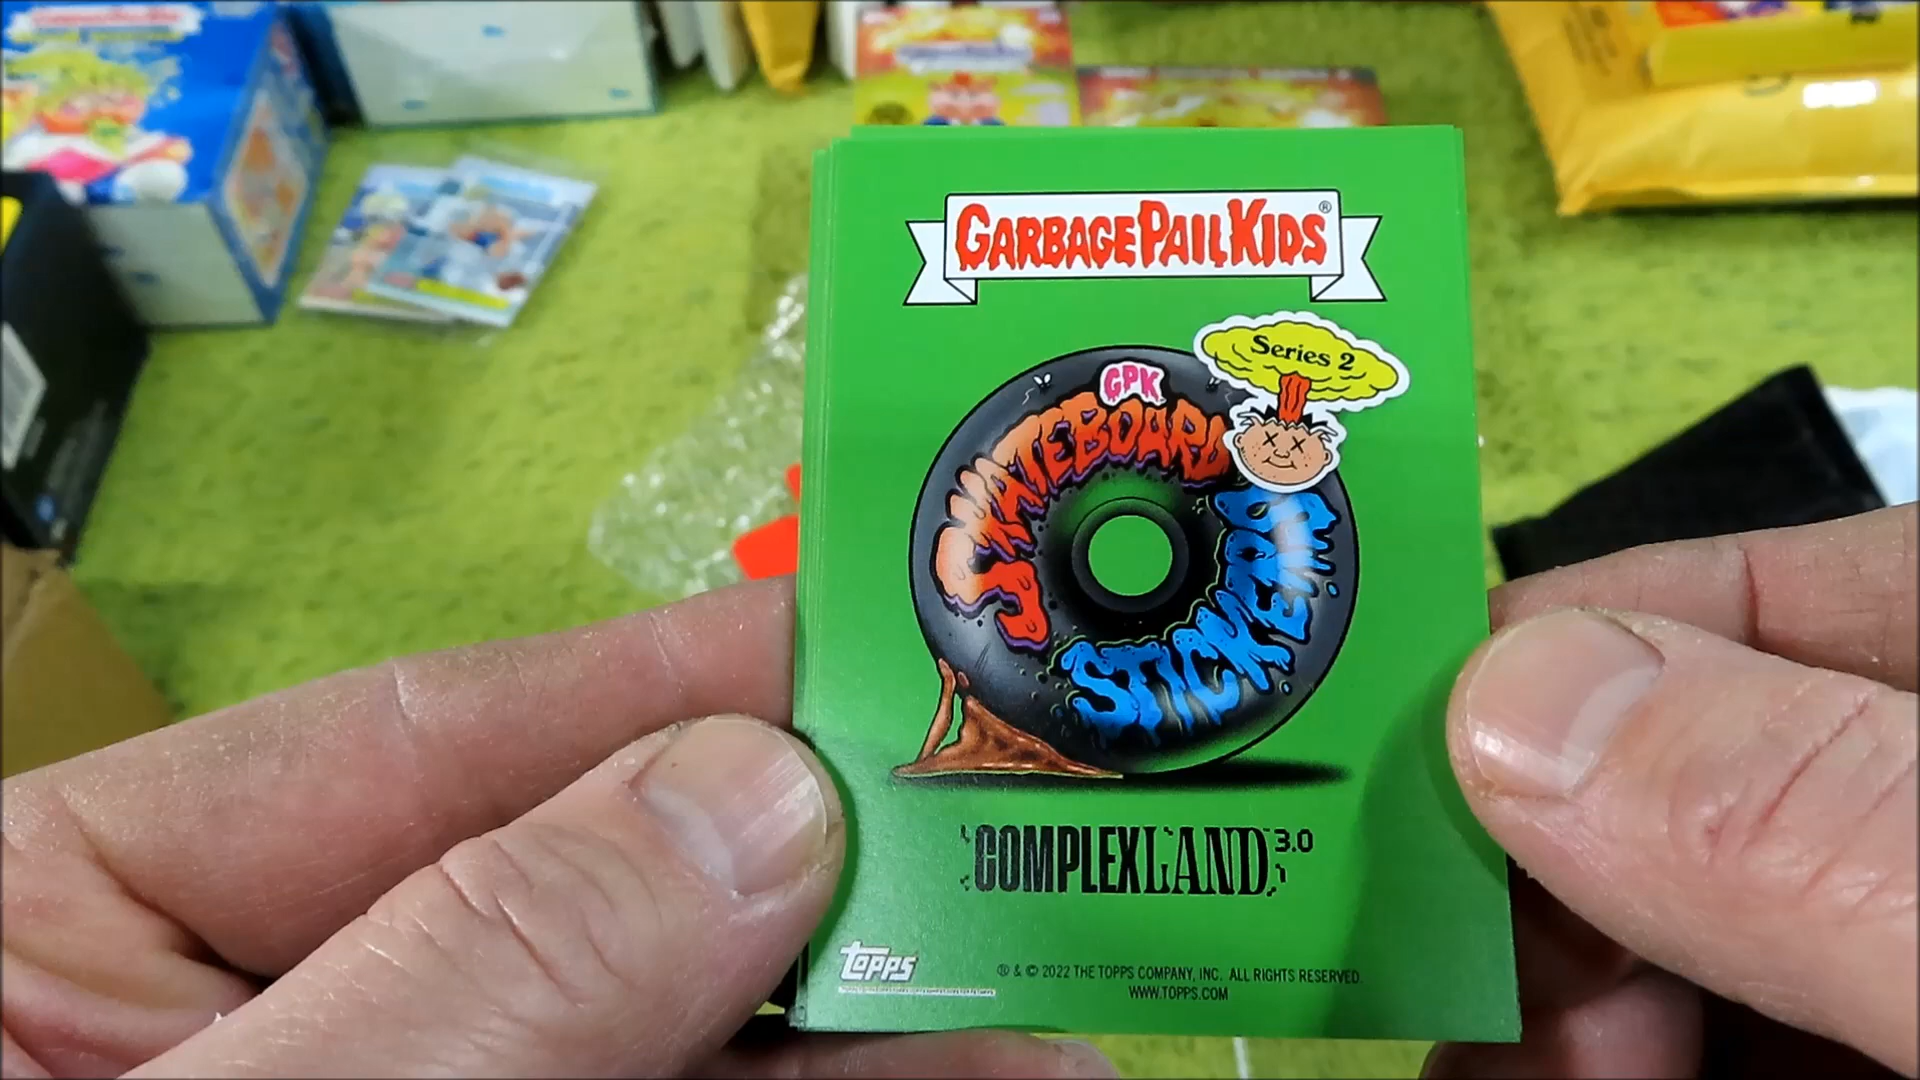 GARBAGE PAIL KIDS®
Series 2
GPK
SKATEBOARD
STICKERS
COMPLEXLAND 3.0
topps
® & © 2022 THE TOPPS COMPANY, INC. ALL RIGHTS RESERVED.
WWW.TOPPS.COM